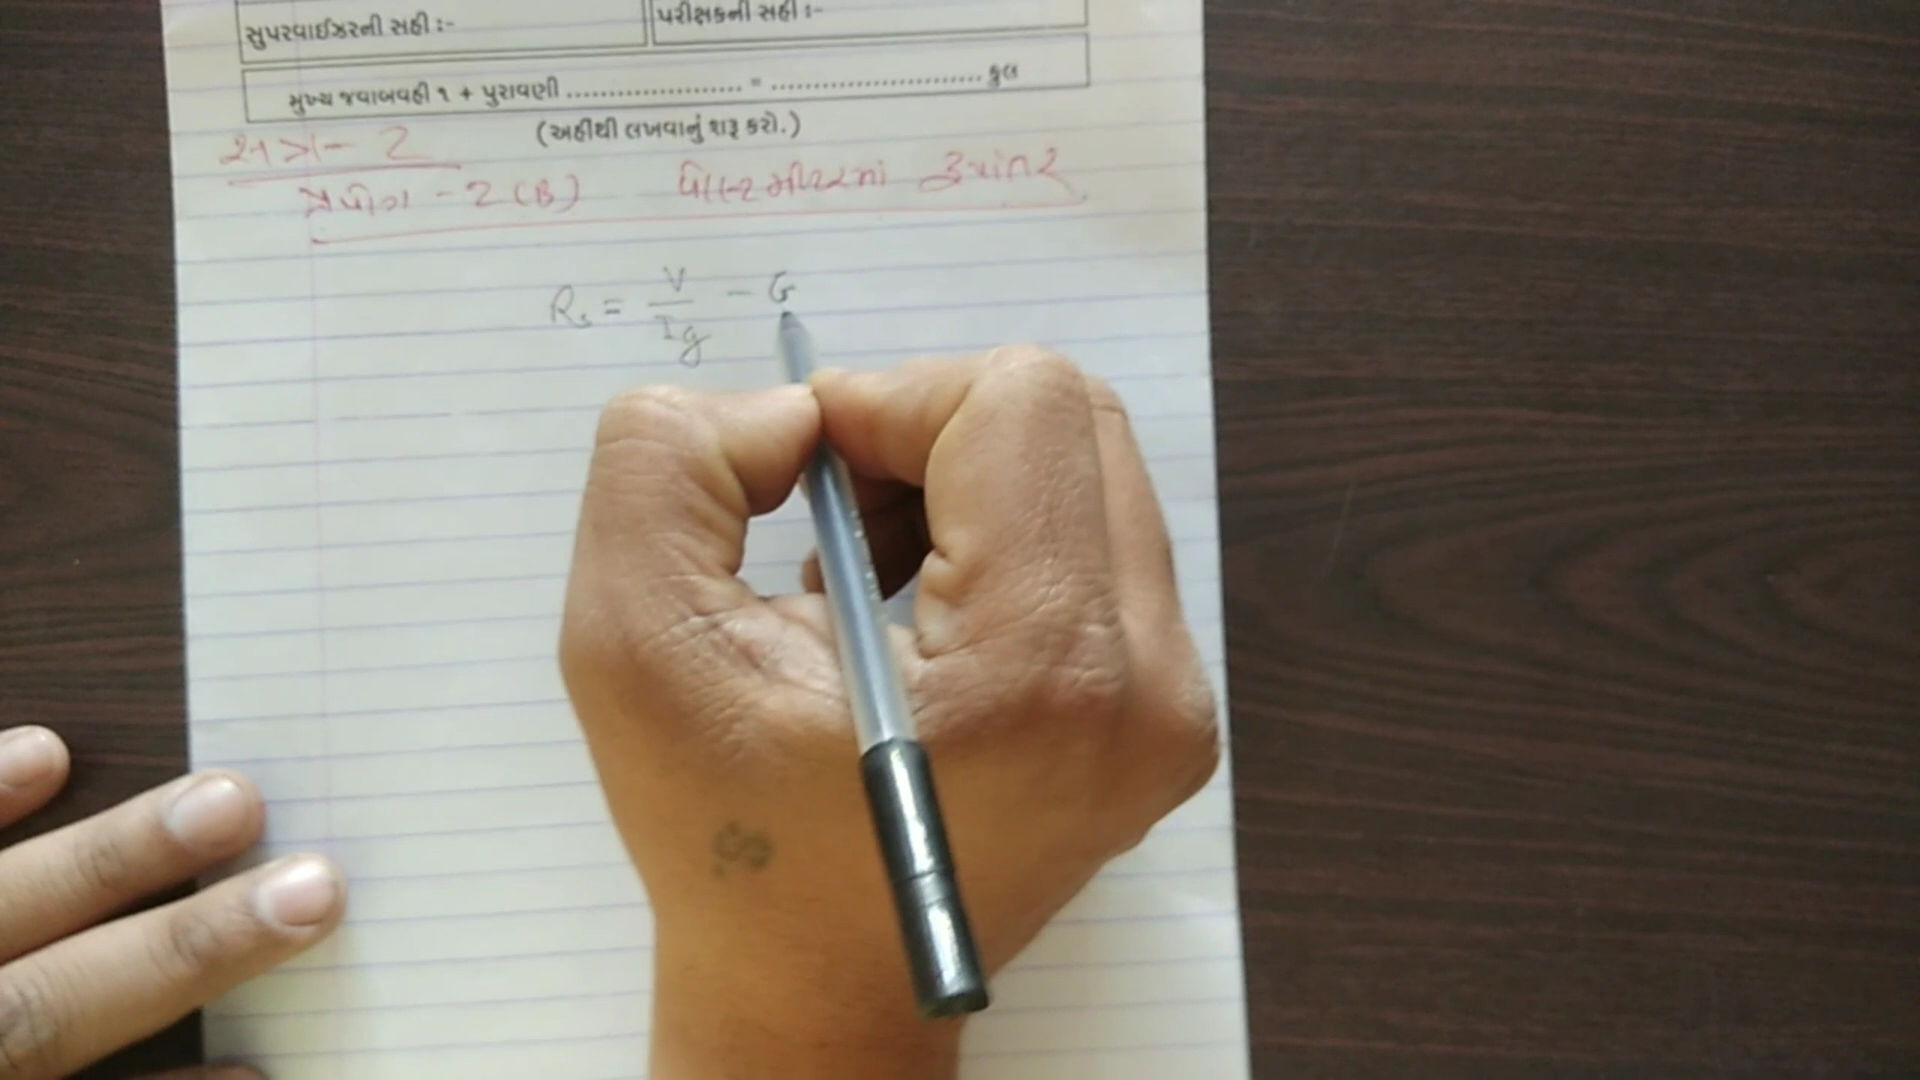 સુપરવાઈઝરની સહી :- પરીક્ષકની સહી :-
મુખ્ય જવાબવહી ૧ + પુરાવણી ..................... = ......................... કુલ
(અહીંથી લખવાનું શરૂ કરો.)
સત્ર - 2
પ્રયોગ - 2 (B) વોલ્ટમીટરમાં રૂપાંતર
Rs = V/Ig - G